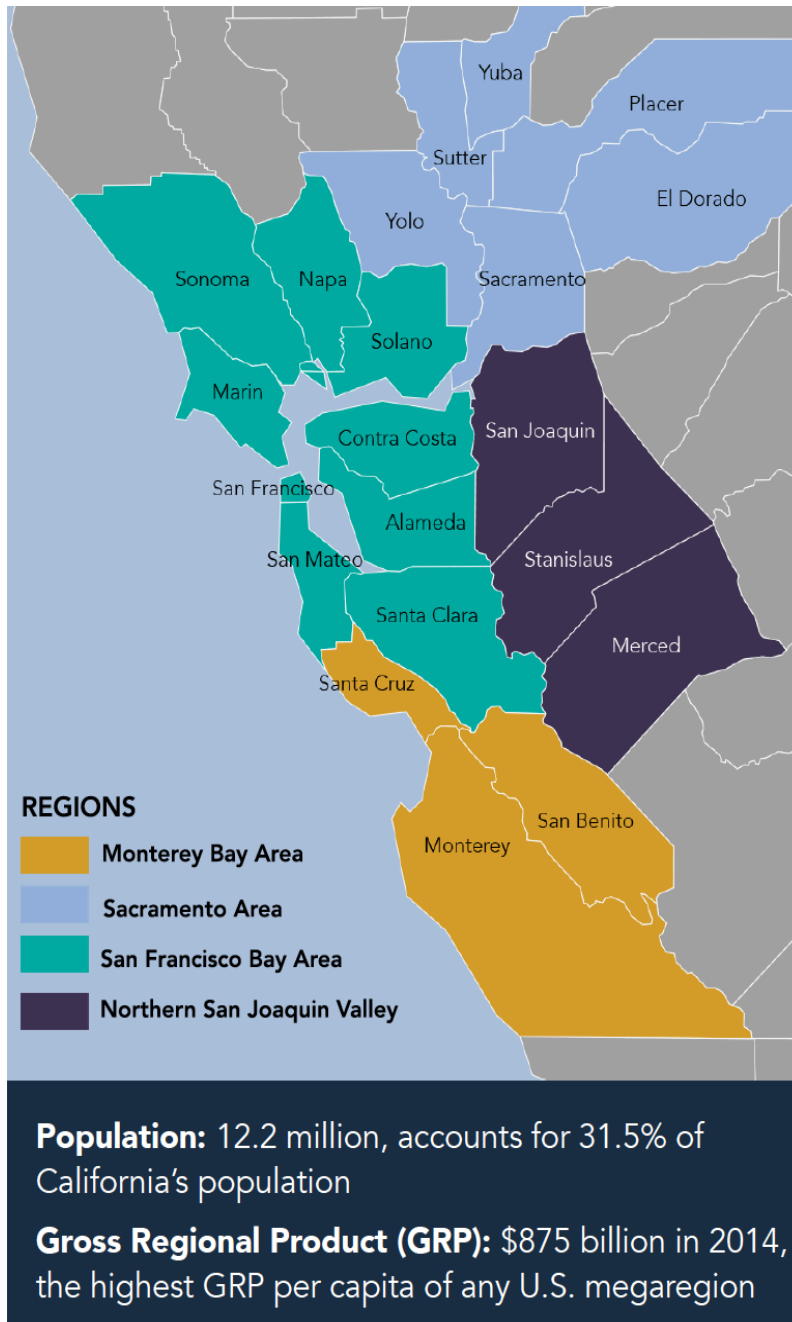 Yuba
Placer
Sutter
El Dorado
Yolo
Sonoma
Napa
Sacramento
Solano
Marin
San Joaquin
Contra Costa
San Francisco
Alameda
San Mateo
Stanislaus
Santa Clara
Merced
Santa Cruz
San Benito
Monterey
REGIONS
Monterey Bay Area
Sacramento Area
San Francisco Bay Area
Northern San Joaquin Valley
Population: 12.2 million, accounts for 31.5% of
California’s population
Gross Regional Product (GRP): $875 billion in 2014,
the highest GRP per capita of any U.S. megaregion